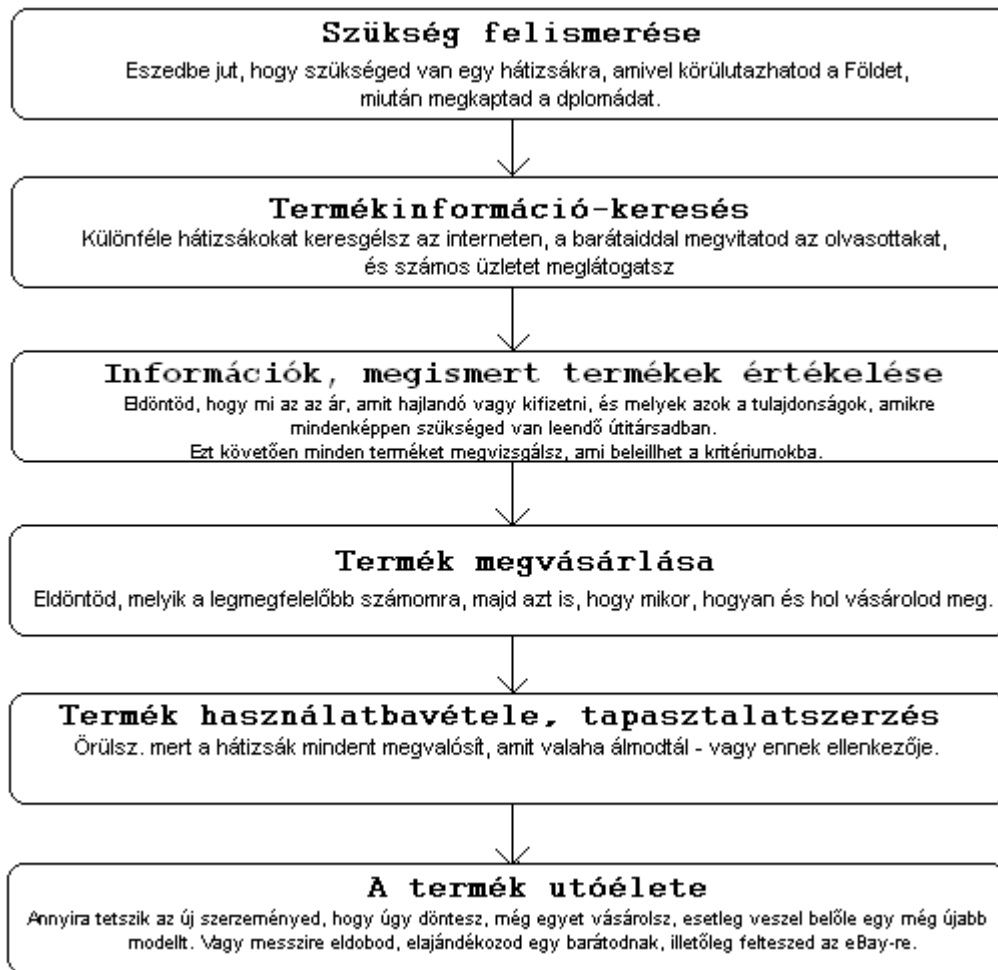 Szükség felismerése
Eszedbe jut, hogy szükséged van egy hátizsákra, amivel körülutazhatod a Földet,
miután megkaptad a dplomádat.
Termékinformáció-keresés
Különféle hátizsákokat keresgélsz az interneten, a barátaiddal megvitatod az olvasottakat,
és számos üzletet meglátogatsz
Információk, megismert termékek értékelése
Eldöntöd, hogy mi az az ár, amit hajlandó vagy kifizetni, és melyek azok a tulajdonságok, amikre
mindenképpen szükséged van leendő útitársadban.
Ezt követően minden terméket megvizsgálsz, ami beleillhet a kritériumokba.
Termék megvásárlása
Eldöntöd, melyik a legmegfelelőbb számomra, majd azt is, hogy mikor, hogyan és hol vásárolod meg.
Termék használatbavétele, tapasztalatszerzés
Örülsz. mert a hátizsák mindent megvalósít, amit valaha álmodtál - vagy ennek ellenkezője.
A termék utóélete
Annyira tetszik az új szerzeményed, hogy úgy döntesz, még egyet vásárolsz, esetleg veszel belőle egy még újabb
modellt. Vagy messzire eldobod, elajándékozod egy barátodnak, illetőleg felteszed az eBay-re.